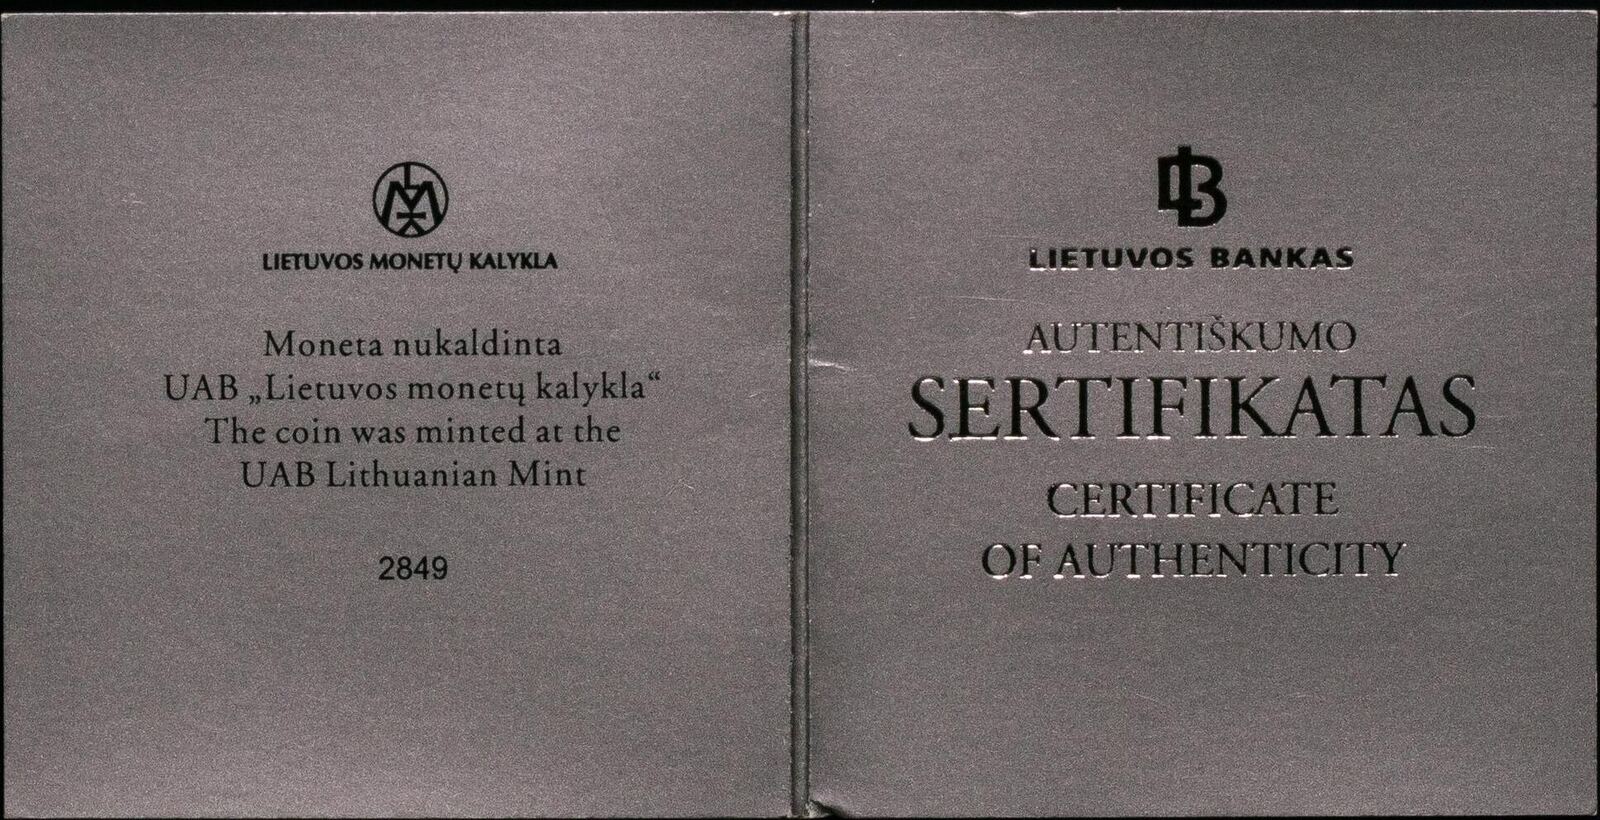 LIETUVOS MONETŲ KALYKLA
Moneta nukaldinta
UAB „Lietuvos monetų kalykla“
The coin was minted at the
UAB Lithuanian Mint
2849
LIETUVOS BANKAS
AUTENTIŠKUMO
SERTIFIKATAS
CERTIFICATE
OF AUTHENTICITY